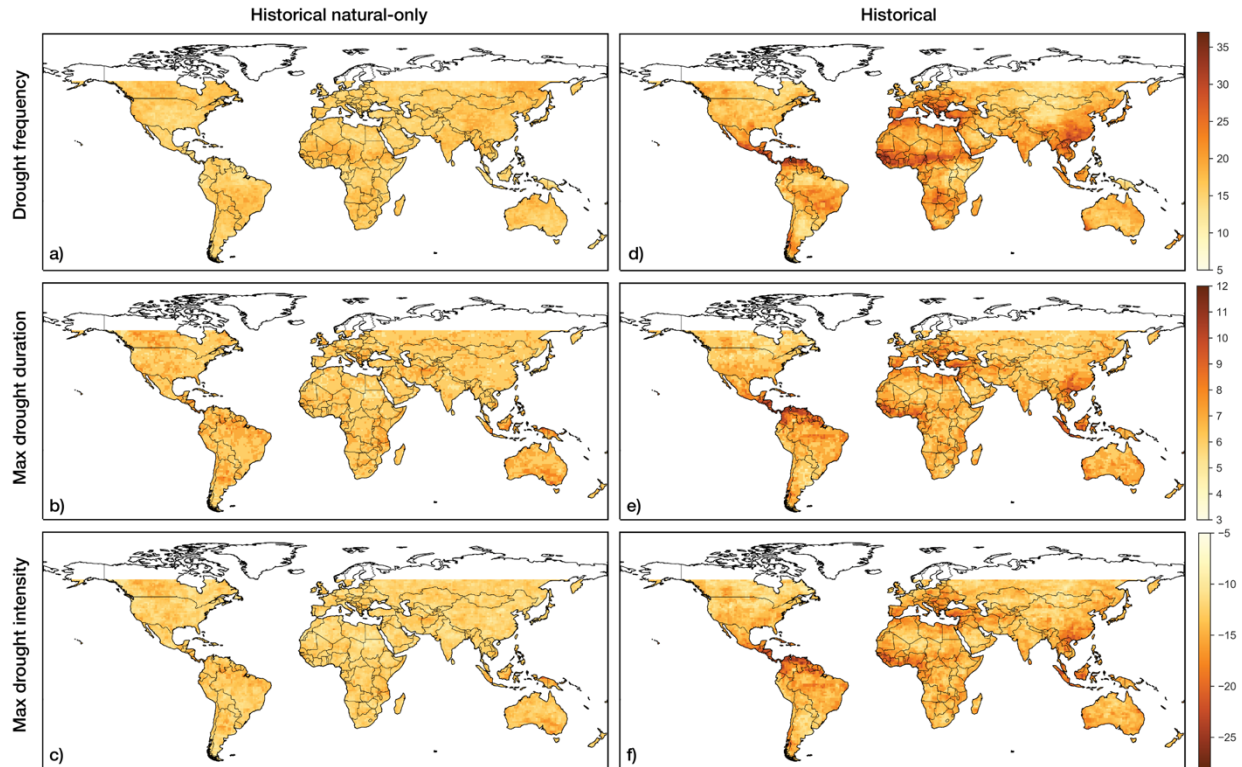 Historical natural-only
Historical
Drought frequency
a)
d)
35
30
25
20
15
10
5
Max drought duration
b)
e)
12
11
10
9
8
7
6
5
4
3
Max drought intensity
c)
f)
−5
−10
−15
−20
−25